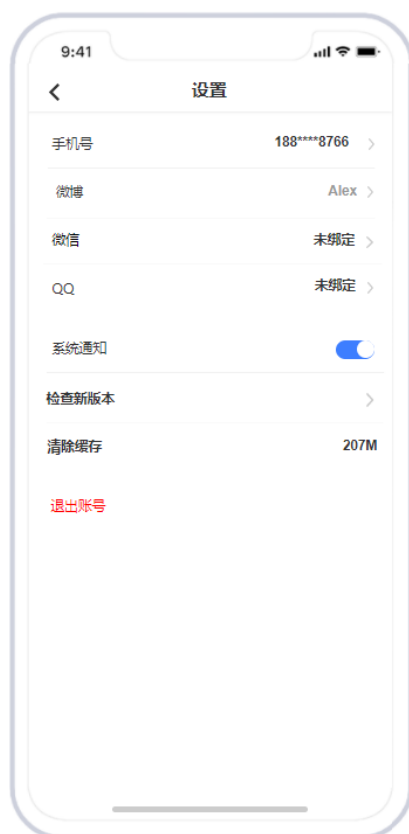 9:41
设置
手机号 188****8766
微博 Alex
微信 未绑定
QQ 未绑定
系统通知
检查新版本
清除缓存 207M
退出账号